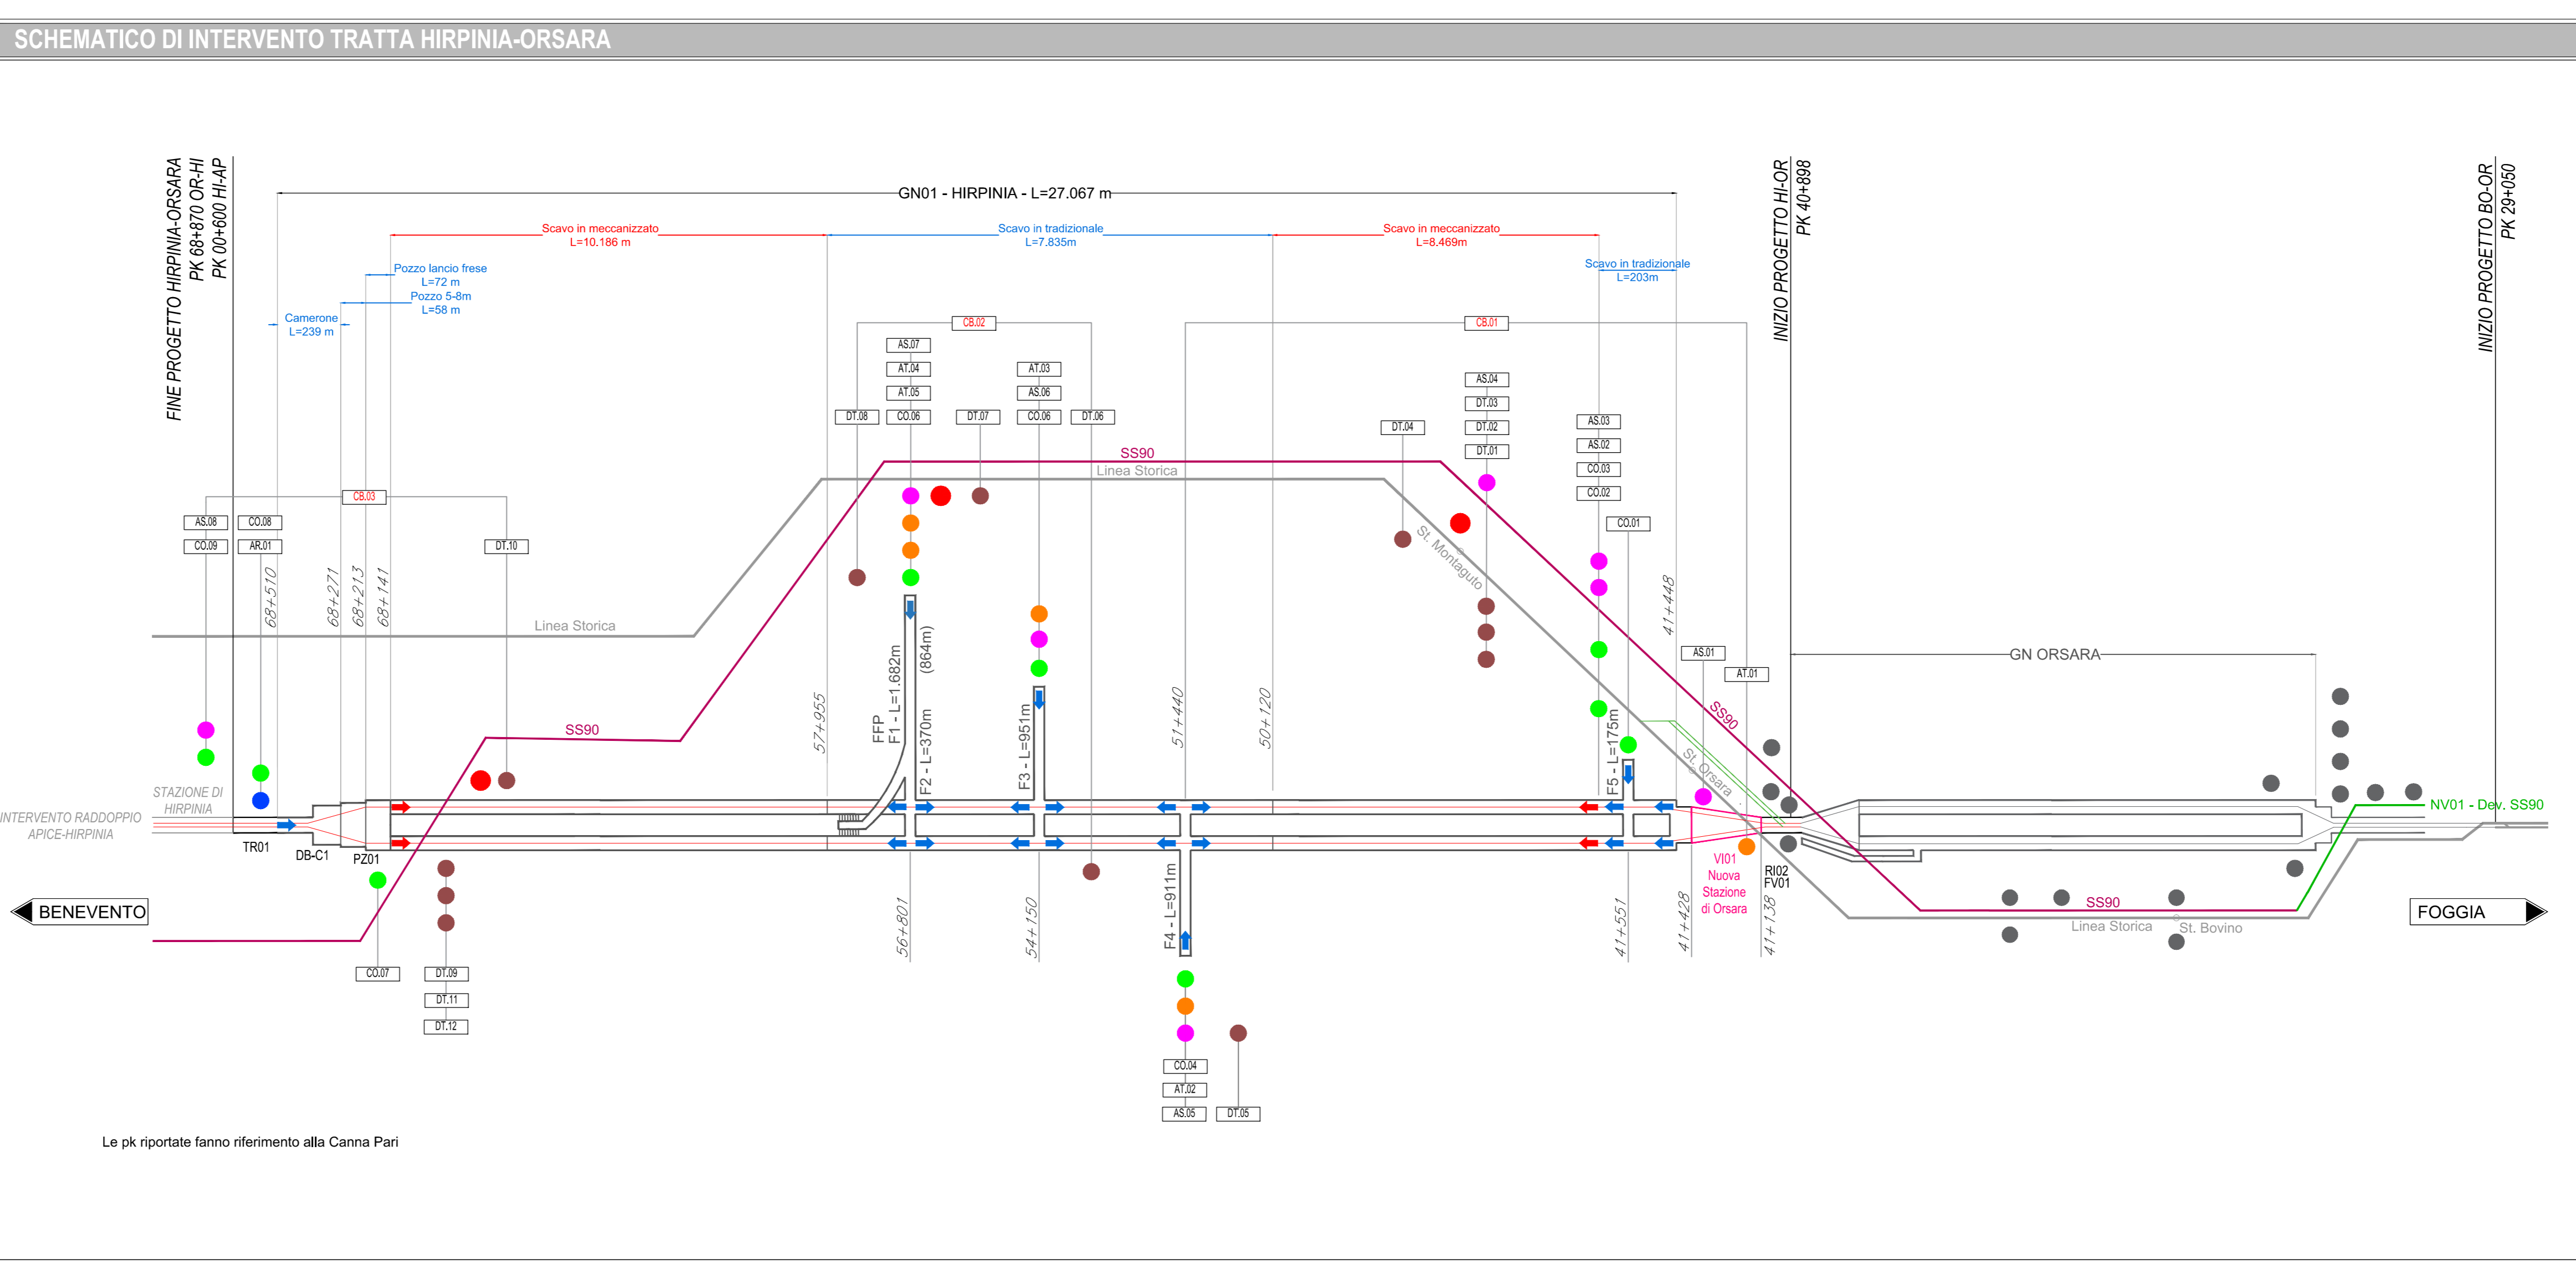 SCHEMATICO DI INTERVENTO TRATTA HIRPINIA-ORSARA
FINE PROGETTO HIRPINIA-ORSARA
PK 68+870 OR-HI
PK 00+600 HI-AP
GN01 - HIRPINIA - L=27.067 m
INIZIO PROGETTO HI-OR
PK 40+898
INIZIO PROGETTO BO-OR
PK 29+050
Scavo in meccanizzato
L=10.186 m
Scavo in tradizionale
L=7.835m
Scavo in meccanizzato
L=8.469m
Scavo in tradizionale
L=203m
Pozzo lancio frese
L=72 m
Pozzo 5-8m
L=58 m
Camerone
L=239 m
CB.02
CB.01
AS.07
AT.04
AT.05
CO.06
DT.08
DT.07
AT.03
AS.06
CO.06
DT.06
DT.04
AS.04
DT.03
DT.02
DT.01
AS.03
AS.02
CO.03
CO.02
CO.01
SS90
Linea Storica
CB.03
AS.08
CO.09
CO.08
AR.01
DT.10
St. Montaguto
68+510
68+271
68+213
68+141
41+448
Linea Storica
AS.01
AT.01
GN ORSARA
SS90
57+955
FFP
F1 - L=1.682m
(864m)
F2 - L=370m
F3 - L=951m
51+440
50+120
F5 - L=175m
SS90
St. Orsara
STAZIONE DI
HIRPINIA
INTERVENTO RADDOPPIO
APICE-HIRPINIA
NV01 - Dev. SS90
TR01
DB-C1
PZ01
VI01
Nuova
Stazione
di Orsara
RI02
FV01
BENEVENTO
56+801
54+150
F4 - L=911m
41+551
41+428
41+138
SS90
Linea Storica
St. Bovino
FOGGIA
CO.07
DT.09
DT.11
DT.12
CO.04
AT.02
AS.05
DT.05
Le pk riportate fanno riferimento alla Canna Pari